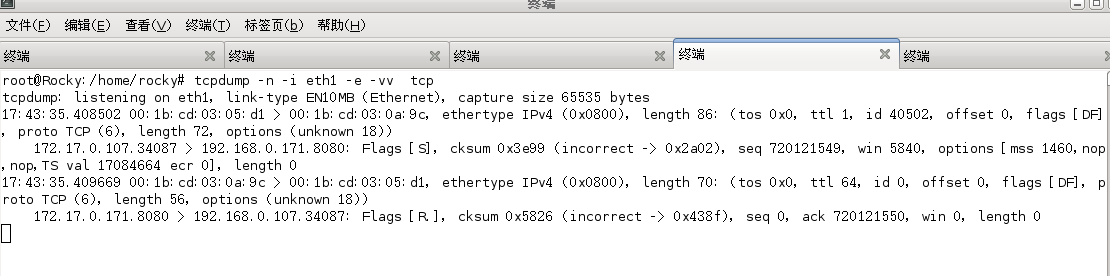 终端
文件(F) 编辑(E) 查看(V) 终端(T) 标签页(b) 帮助(H)
终端 终端 终端 终端 终端
root@Rocky:/home/rocky# tcpdump -n -i eth1 -e -vv  tcp
tcpdump: listening on eth1, link-type EN10MB (Ethernet), capture size 65535 bytes
17:43:35.408502 00:1b:cd:03:05:d1 > 00:1b:cd:03:0a:9c, ethertype IPv4 (0x0800), length 86: (tos 0x0, ttl 1, id 40502, offset 0, flags [DF]
, proto TCP (6), length 72, options (unknown 18))
    172.17.0.107.34087 > 192.168.0.171.8080: Flags [S], cksum 0x3e99 (incorrect -> 0x2a02), seq 720121549, win 5840, options [mss 1460,nop
,nop,TS val 17084664 ecr 0], length 0
17:43:35.409669 00:1b:cd:03:0a:9c > 00:1b:cd:03:05:d1, ethertype IPv4 (0x0800), length 70: (tos 0x0, ttl 64, id 0, offset 0, flags [DF], p
roto TCP (6), length 56, options (unknown 18))
    172.17.0.171.8080 > 192.168.0.107.34087: Flags [R.], cksum 0x5826 (incorrect -> 0x438f), seq 0, ack 720121550, win 0, length 0